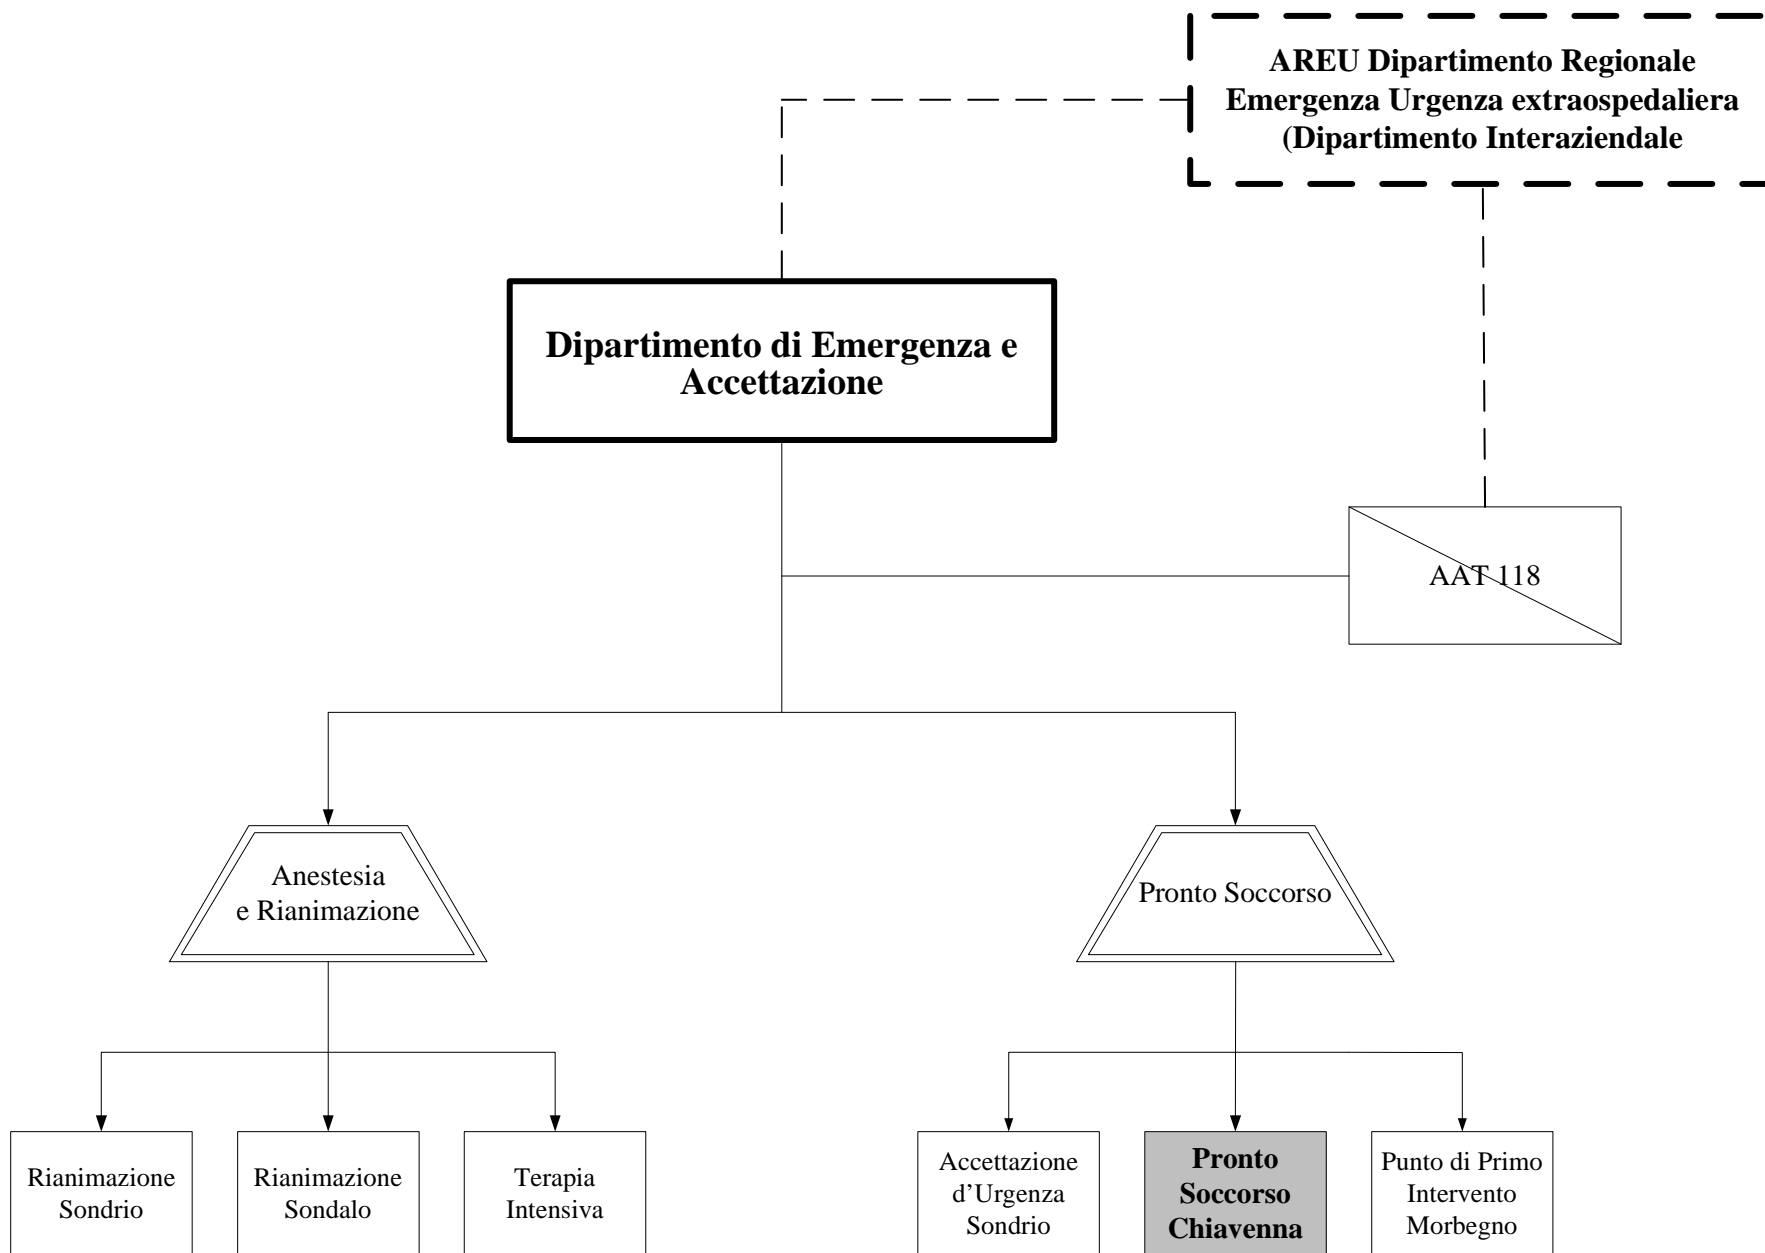 AREU Dipartimento Regionale
Emergenza Urgenza extraospedaliera
(Dipartimento Interaziendale
Dipartimento di Emergenza e
Accettazione
AAT 118
Anestesia
e Rianimazione
Pronto Soccorso
Rianimazione
Sondrio
Rianimazione
Sondalo
Terapia
Intensiva
Accettazione
d’Urgenza
Sondrio
Pronto
Soccorso
Chiavenna
Punto di Primo
Intervento
Morbegno